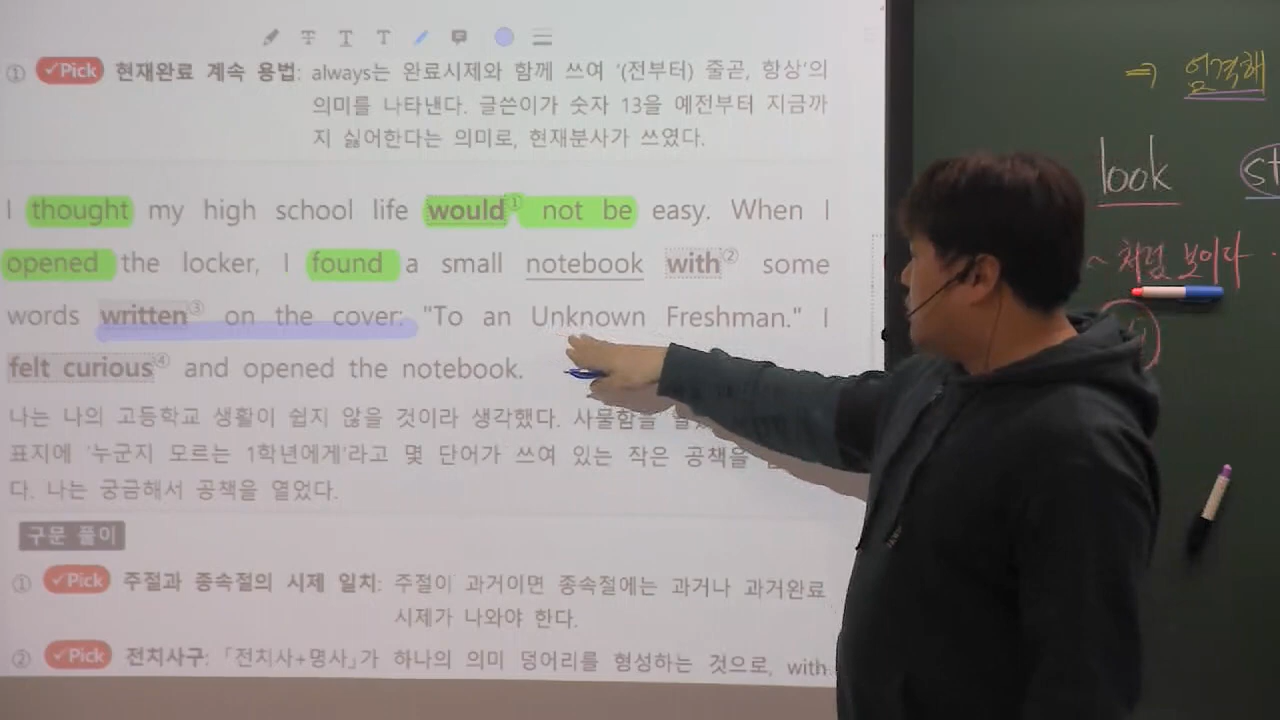 ① ✓Pick 현재완료 계속 용법: always는 완료시제와 함께 쓰여 '(전부터) 줄곧, 항상'의
의미를 나타낸다. 글쓴이가 숫자 13을 예전부터 지금까
지 싫어한다는 의미로, 현재분사가 쓰였다.
I thought my high school life would① not be easy. When I
opened the locker, I found a small notebook with② some
words written③ on the cover: "To an Unknown Freshman." I
felt curious④ and opened the notebook.
나는 나의 고등학교 생활이 쉽지 않을 것이라 생각했다. 사물함을
표지에 '누군지 모르는 1학년에게'라고 몇 단어가 쓰여 있는 작은 공책을
다. 나는 궁금해서 공책을 열었다.
구문 풀이
① ✓Pick 주절과 종속절의 시제 일치: 주절이 과거이면 종속절에는 과거나 과거완료
시제가 나와야 한다.
② ✓Pick 전치사구: 「전치사+명사」가 하나의 의미 덩어리를 형성하는 것으로, with
⇒ 엄격해
look st
~처럼 보이다